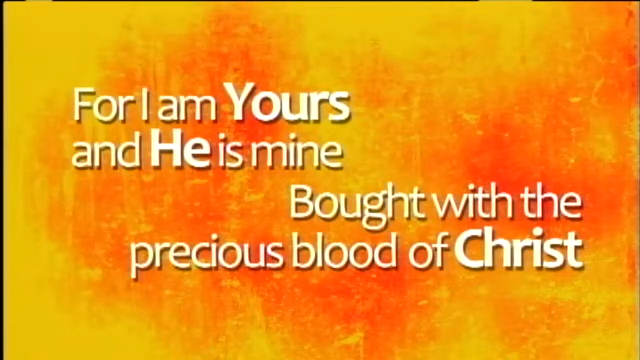 For I am Yours
and He is mine
Bought with the
precious blood of Christ